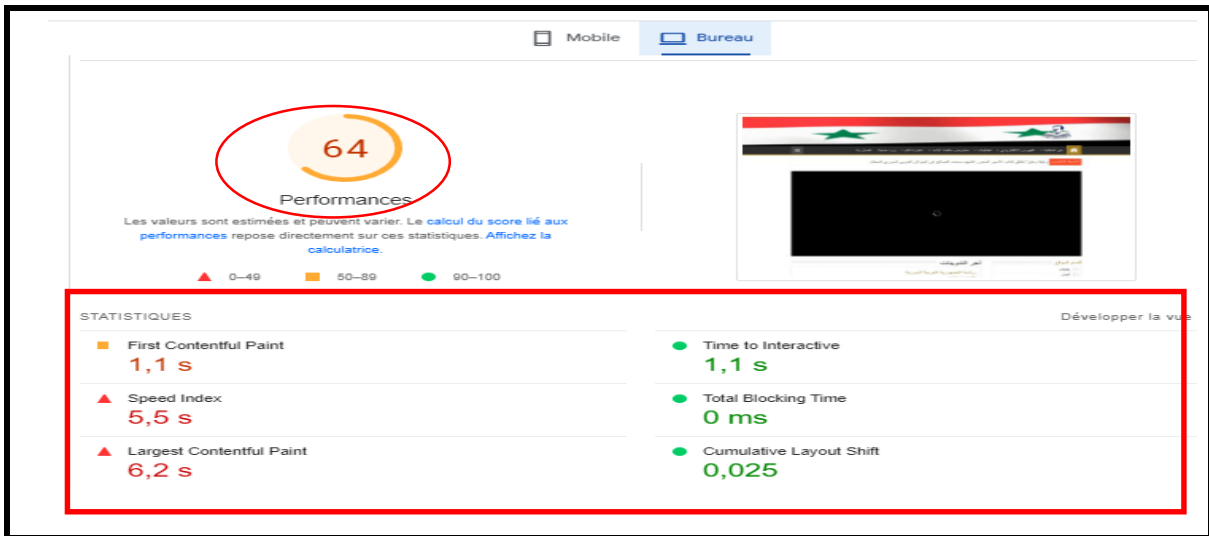 Mobile
Bureau
64
Performances
Les valeurs sont estimées et peuvent varier. Le calcul du score lié aux
performances repose directement sur ces statistiques. Affichez la
calculatrice.
0–49
50–89
90–100
STATISTIQUES
Développer la vue
First Contentful Paint
1,1 s
Time to Interactive
1,1 s
Speed Index
5,5 s
Total Blocking Time
0 ms
Largest Contentful Paint
6,2 s
Cumulative Layout Shift
0,025